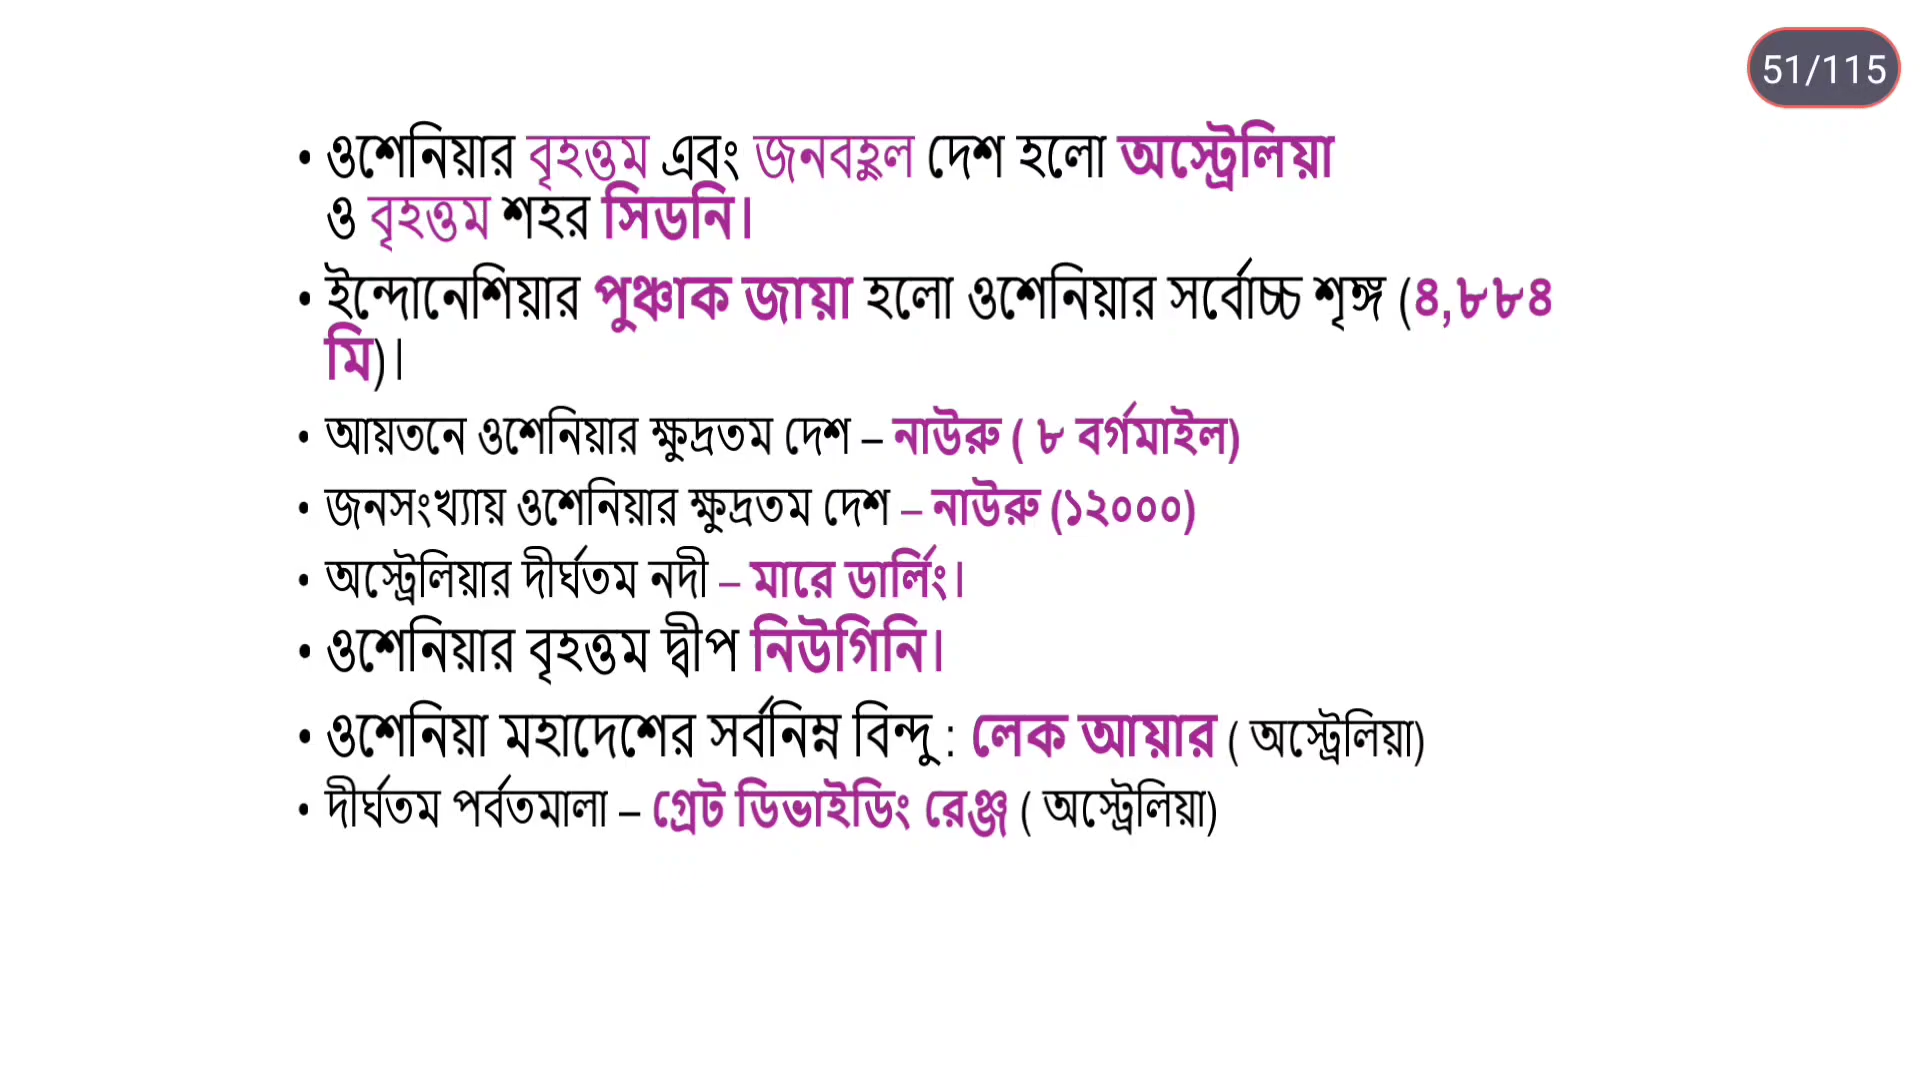 51/115
• ওশেনিয়ার বৃহত্তম এবং জনবহুল দেশ হলো অস্ট্রেলিয়া
ও বৃহত্তম শহর সিডনি।
• ইন্দোনেশিয়ার পুঞ্চাক জায়া হলো ওশেনিয়ার সর্বোচ্চ শৃঙ্গ (৪,৮৮৪
মি)।
• আয়তনে ওশেনিয়ার ক্ষুদ্রতম দেশ – নাউরু ( ৮ বর্গমাইল)
• জনসংখ্যায় ওশেনিয়ার ক্ষুদ্রতম দেশ – নাউরু (১২০০০)
• অস্ট্রেলিয়ার দীর্ঘতম নদী – মারে ডার্লিং।
• ওশেনিয়ার বৃহত্তম দ্বীপ নিউগিনি।
• ওশেনিয়া মহাদেশের সর্বনিম্ন বিন্দু : লেক আয়ার ( অস্ট্রেলিয়া)
• দীর্ঘতম পর্বতমালা – গ্রেট ডিভাইডিং রেঞ্জ ( অস্ট্রেলিয়া)